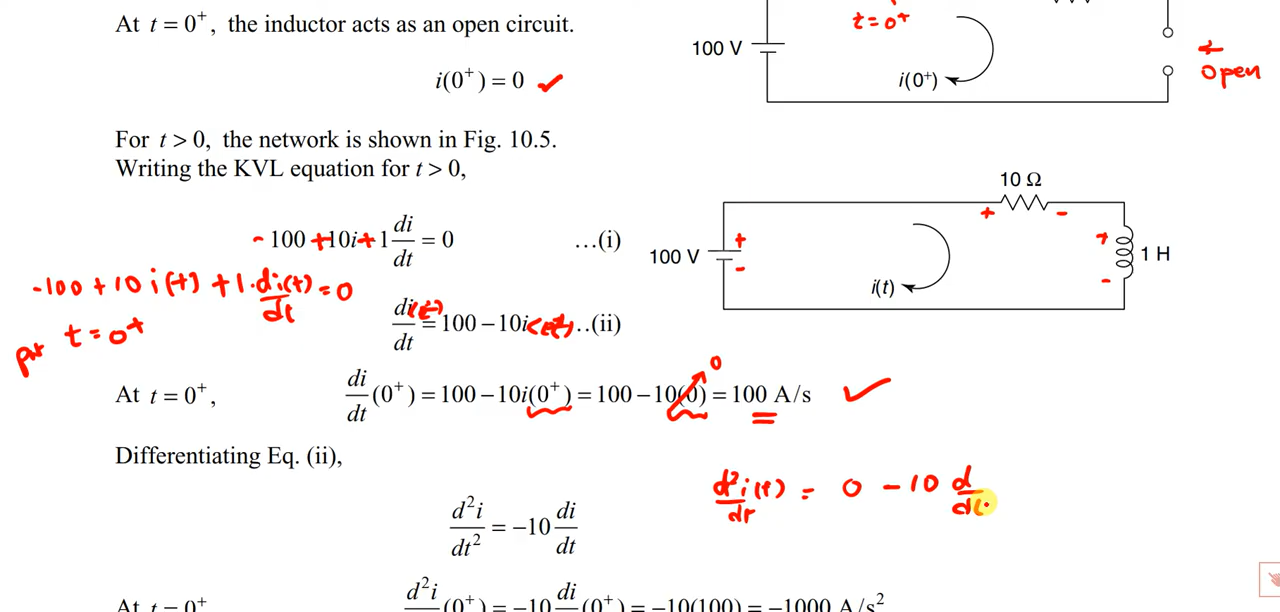 At t = 0⁺, the inductor acts as an open circuit.
t = 0⁺
100 V
i(0⁺)
← Open
i(0⁺) = 0 ✓
For t > 0, the network is shown in Fig. 10.5.
Writing the KVL equation for t > 0,
10 Ω
+ -
- 100 + 10i + 1 di/dt = 0 ...(i)
100 V + -
+ 1 H -
i(t)
-100 + 10 i(t) + 1. di(t)/dt = 0
di(t)/dt = 100 − 10i(t) ..(ii)
put t = 0⁺
At t = 0⁺, di/dt (0⁺) = 100 − 10i(0⁺) = 100 − 10(0) = 100 A/s ✓
0
Differentiating Eq. (ii),
d²i(t)/dt = 0 - 10 d/dt
d²i/dt² = −10 di/dt
At t = 0⁺ d²i (0⁺) = −10 di (0⁺) = −10(100) = −1000 A/s²